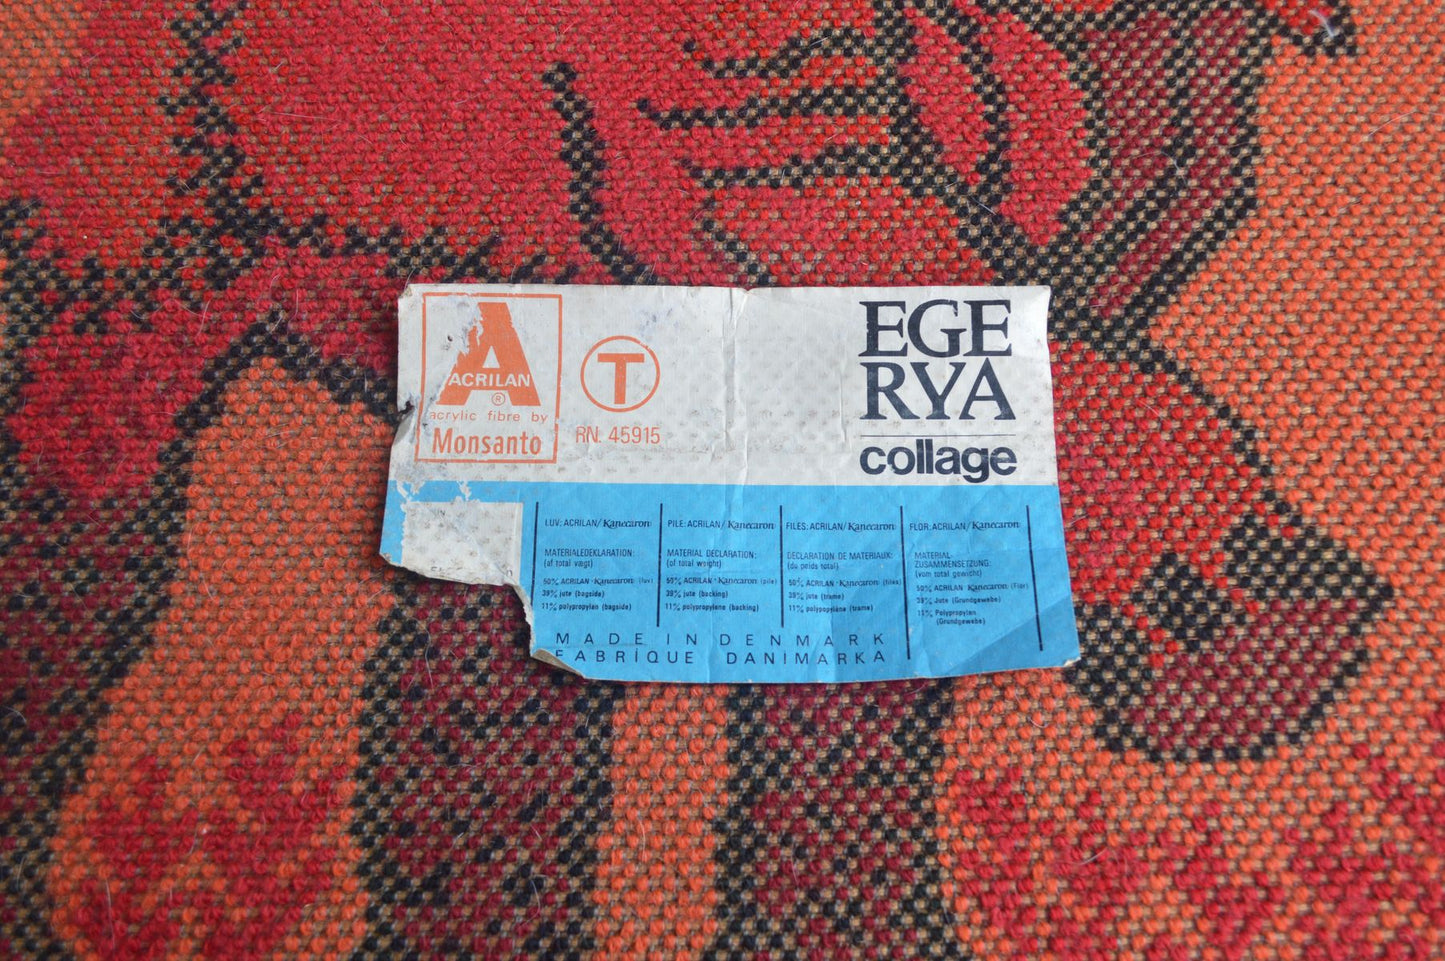 A
ACRILAN
®
acrylic fibre by
Monsanto
T
RN. 45915
EGE
RYA
collage
LUV: ACRILAN/Kanecaron
MATERIALEDEKLARATION:
(af total vægt)
50% ACRILAN - Kanecaron (luv)
39% jute (bagside)
11% polypropylen (bagside)
PILE: ACRILAN/Kanecaron
MATERIAL DECLARATION:
(of total weight)
50% ACRILAN - Kanecaron (pile)
39% jute (backing)
11% polypropylene (backing)
FILES: ACRILAN/Kanecaron
DECLARATION DE MATERIAUX:
(du poids total)
50% ACRILAN - Kanecaron (files)
39% jute (trame)
11% polypropylène (trame)
FLOR: ACRILAN/Kanecaron
MATERIAL-
ZUSAMMENSETZUNG:
(vom total gewicht)
50% ACRILAN Kanecaron (Flor)
39% Jute (Grundgewebe)
11% Polypropylen
(Grundgewebe)
MADE IN DENMARK
FABRIQUE DANIMARKA